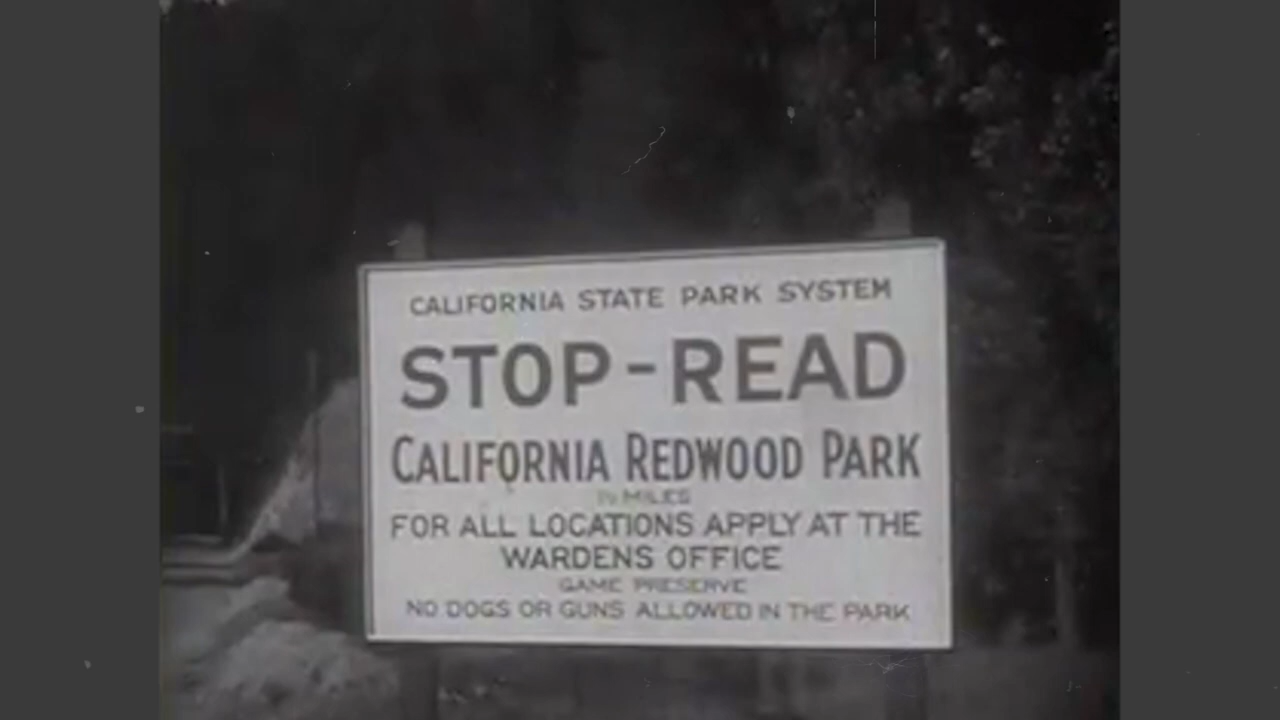 CALIFORNIA STATE PARK SYSTEM
STOP-READ
CALIFORNIA REDWOOD PARK
MILES
FOR ALL LOCATIONS APPLY AT THE
WARDENS OFFICE
GAME PRESERVE
NO DOGS OR GUNS ALLOWED IN THE PARK